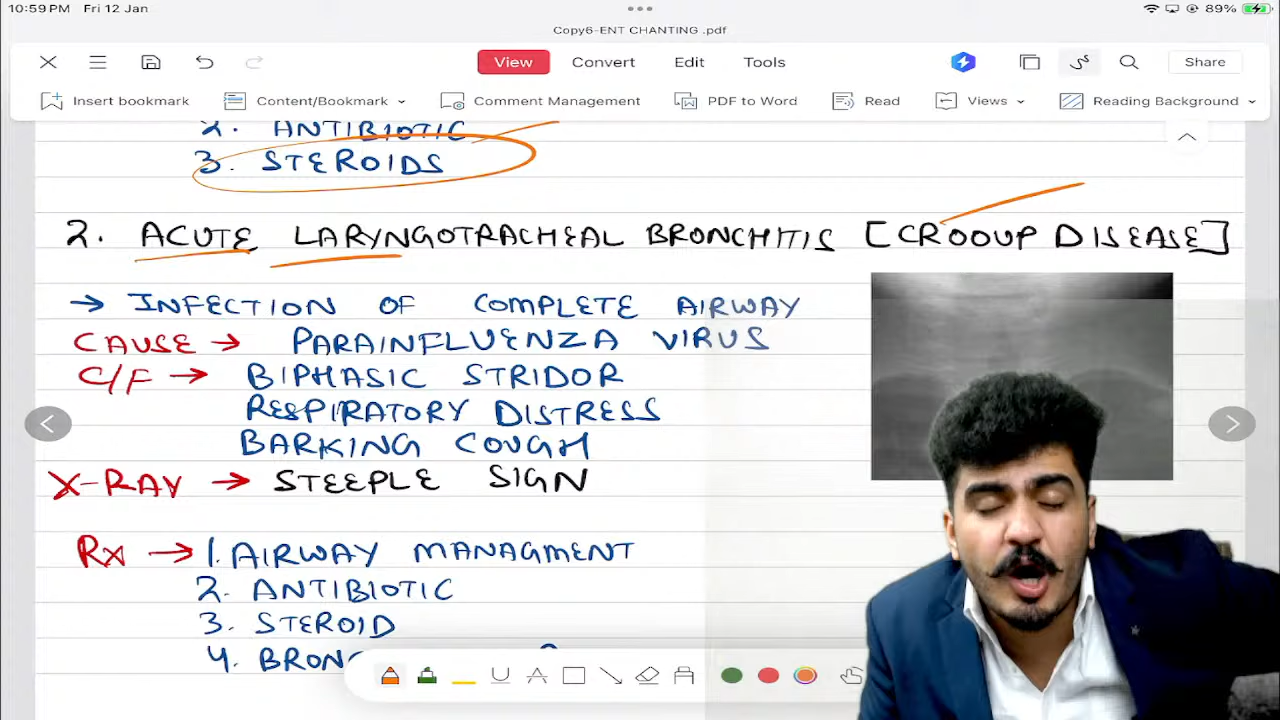 10:59 PM Fri 12 Jan
89%
Copy6-ENT CHANTING .pdf
View Convert Edit Tools Share
Insert bookmark Content/Bookmark Comment Management PDF to Word Read Views Reading Background
2. ANTIBIOTIC
3. STEROIDS
2. ACUTE LARYNGOTRACHEAL BRONCHITIS [CROOUP DISEASE]
→ INFECTION OF COMPLETE AIRWAY
CAUSE → PARAINFLUENZA VIRUS
C/F → BIPHASIC STRIDOR
RESPIRATORY DISTRESS
BARKING COUGH
X-RAY → STEEPLE SIGN
Rx → 1. AIRWAY MANAGMENT
2. ANTIBIOTIC
3. STEROID
4.